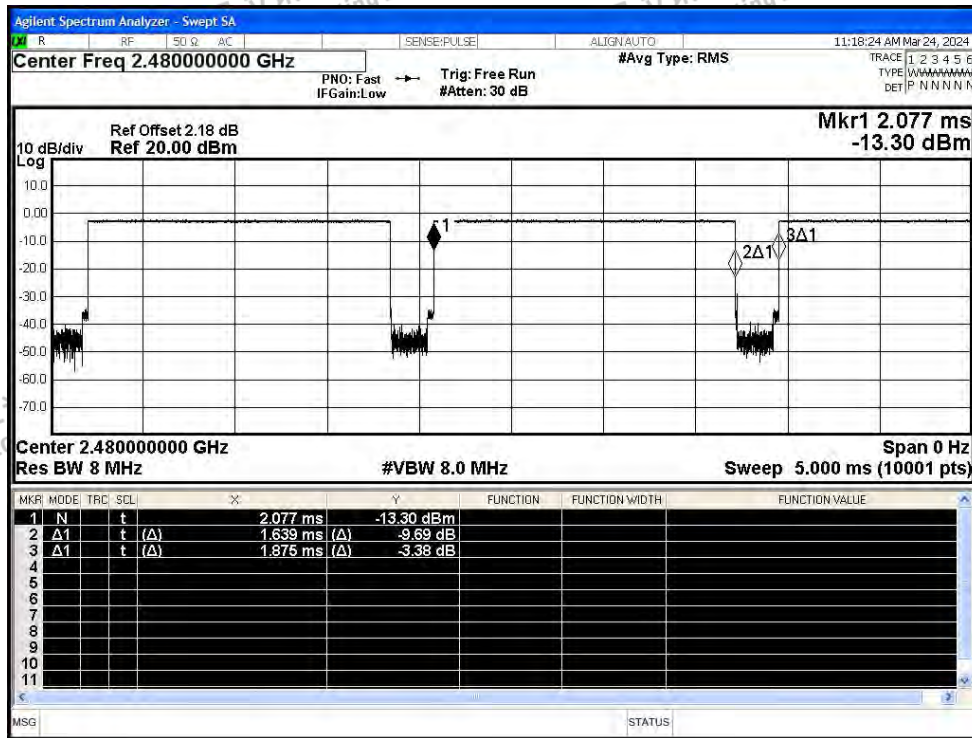 Agilent Spectrum Analyzer - Swept SA
LXI R RF 50 Ω AC SENSE:PULSE ALIGN AUTO 11:18:24 AM Mar 24, 2024
Center Freq 2.480000000 GHz
#Avg Type: RMS
TRACE 1 2 3 4 5 6
TYPE WWWWWW
DET P N N N N N
PNO: Fast
IFGain:Low
Trig: Free Run
#Atten: 30 dB
Mkr1 2.077 ms
-13.30 dBm
Ref Offset 2.18 dB
10 dB/div Ref 20.00 dBm
Log
10.0
0.00
-10.0
-20.0
-30.0
-40.0
-50.0
-60.0
-70.0
1
2Δ1
3Δ1
Center 2.480000000 GHz Span 0 Hz
Res BW 8 MHz #VBW 8.0 MHz Sweep 5.000 ms (10001 pts)
MKR MODE TRC SCL X Y FUNCTION FUNCTION WIDTH FUNCTION VALUE
1 N t 2.077 ms -13.30 dBm
2 Δ1 t (Δ) 1.639 ms (Δ) -9.69 dB
3 Δ1 t (Δ) 1.875 ms (Δ) -3.38 dB
4
5
6
7
8
9
10
11
MSG STATUS